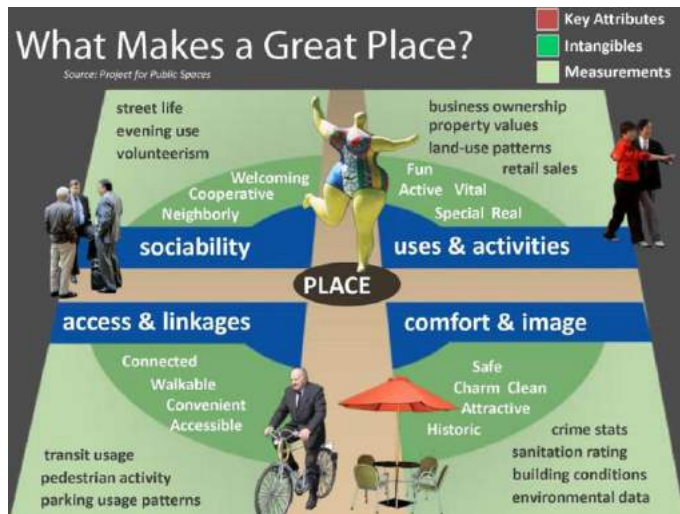 What Makes a Great Place?
Source: Project for Public Spaces
Key Attributes
Intangibles
Measurements
street life
evening use
volunteerism
business ownership
property values
land-use patterns
retail sales
Welcoming
Cooperative
Neighborly
Fun
Active Vital
Special Real
sociability
uses & activities
PLACE
access & linkages
comfort & image
Connected
Walkable
Convenient
Accessible
Safe
Charm Clean
Attractive
Historic
transit usage
pedestrian activity
parking usage patterns
crime stats
sanitation rating
building conditions
environmental data